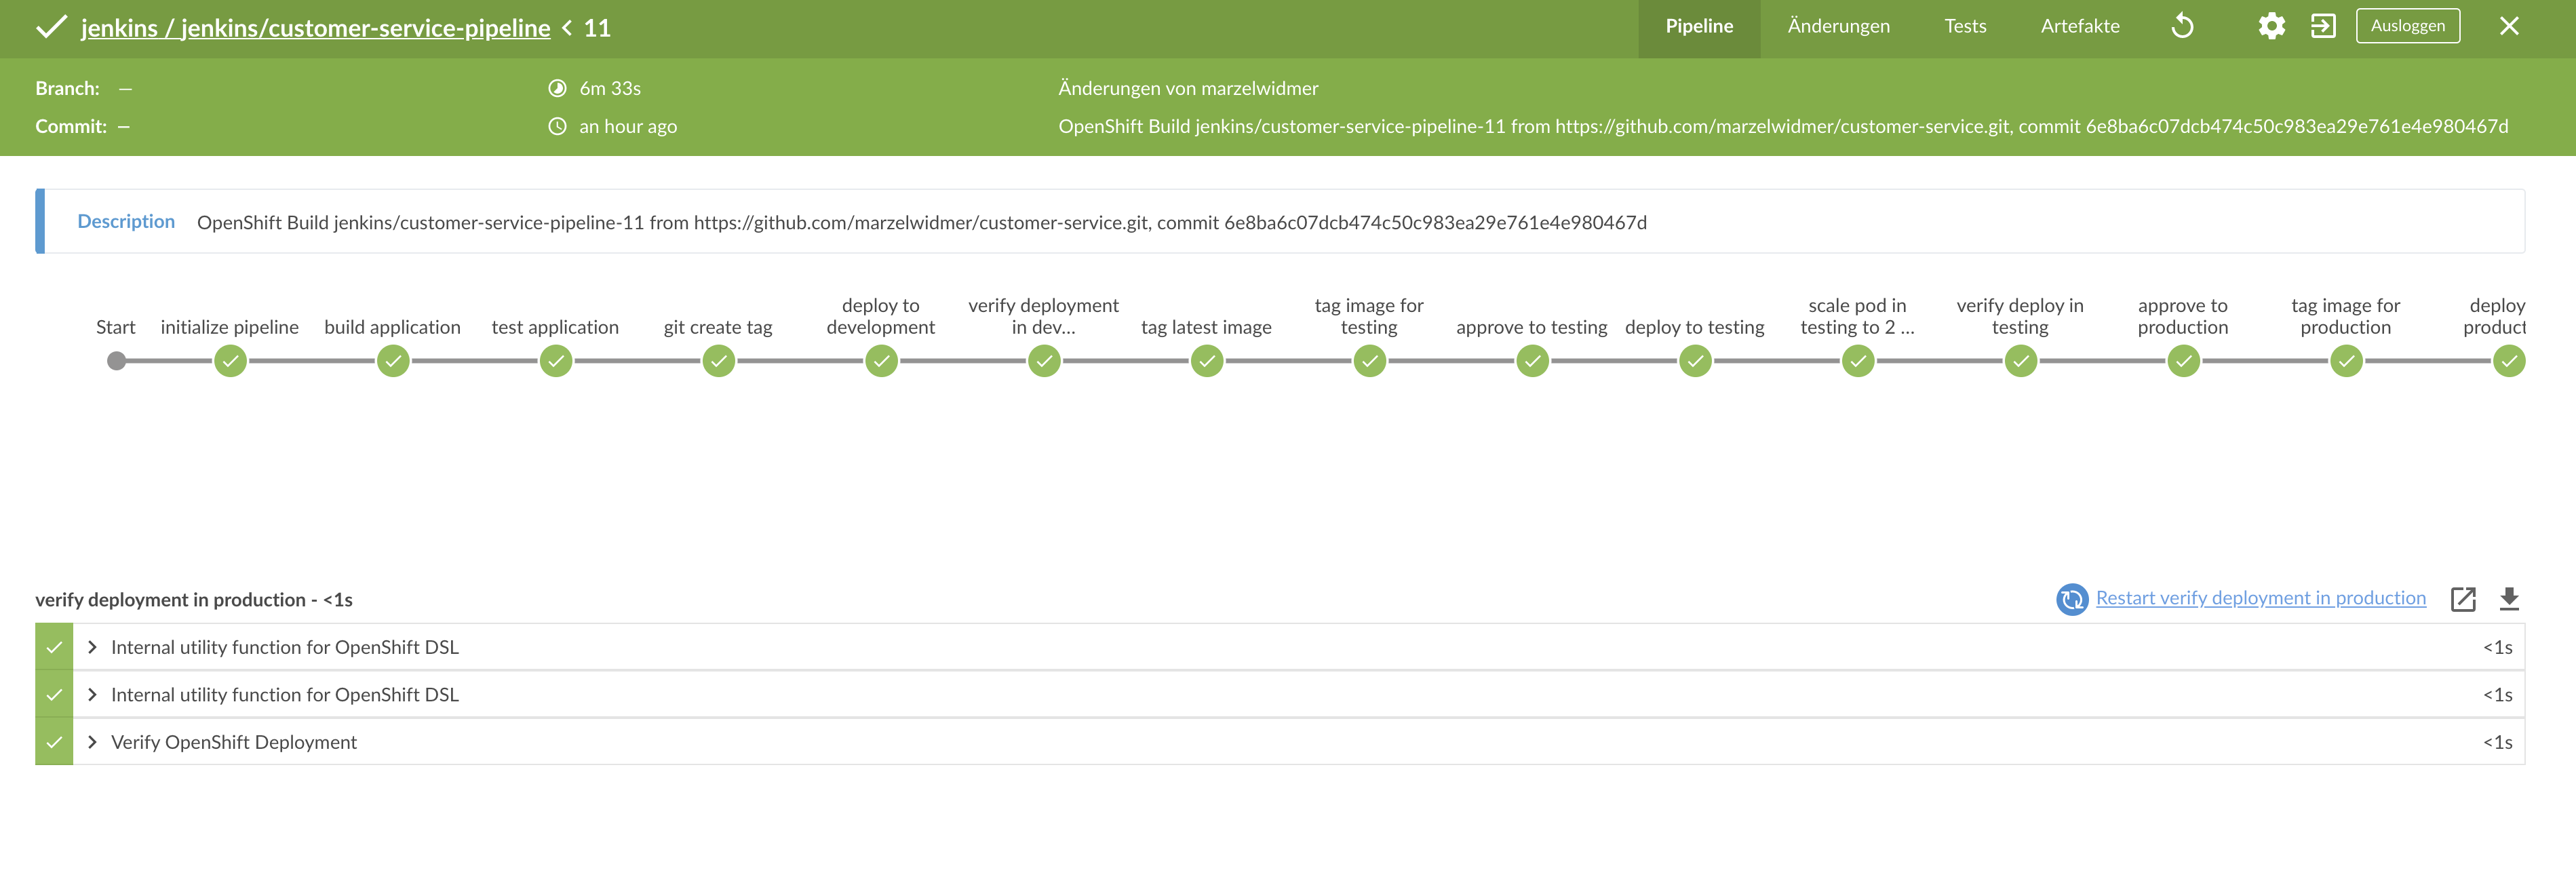 jenkins / jenkins/customer-service-pipeline < 11
Pipeline Änderungen Tests Artefakte Ausloggen
Branch: — 6m 33s Änderungen von marzelwidmer
Commit: — an hour ago OpenShift Build jenkins/customer-service-pipeline-11 from https://github.com/marzelwidmer/customer-service.git, commit 6e8ba6c07dcb474c50c983ea29e761e4e980467d
Description OpenShift Build jenkins/customer-service-pipeline-11 from https://github.com/marzelwidmer/customer-service.git, commit 6e8ba6c07dcb474c50c983ea29e761e4e980467d
Start
initialize pipeline
build application
test application
git create tag
deploy to
development
verify deployment
in dev...
tag latest image
tag image for
testing
approve to testing
deploy to testing
scale pod in
testing to 2 ...
verify deploy in
testing
approve to
production
tag image for
production
deploy
product
verify deployment in production - <1s Restart verify deployment in production
Internal utility function for OpenShift DSL <1s
Internal utility function for OpenShift DSL <1s
Verify OpenShift Deployment <1s